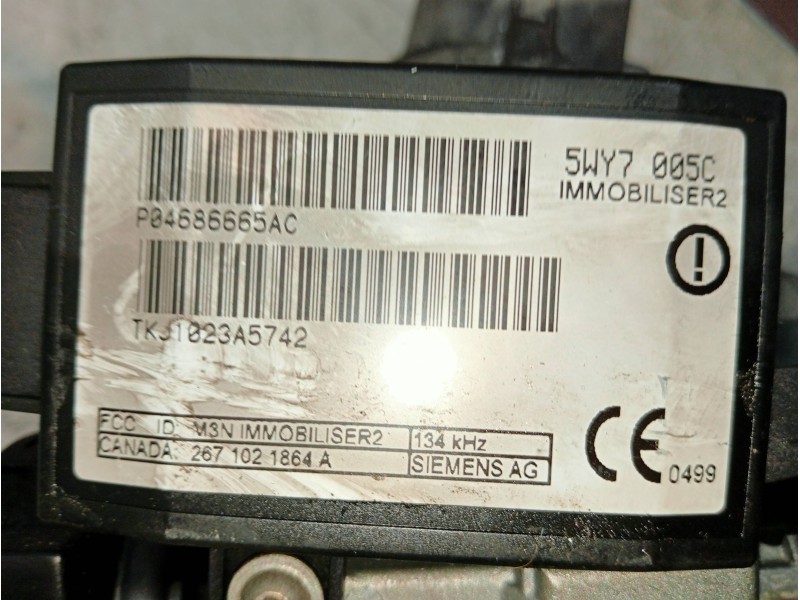 5WY7 005C
IMMOBILISER2
P04686665AC
TKJ1023A5742
FCC ID: M3N IMMOBILISER2
134 kHz
CANADA: 267 102 1864 A
SIEMENS AG
CE 0499